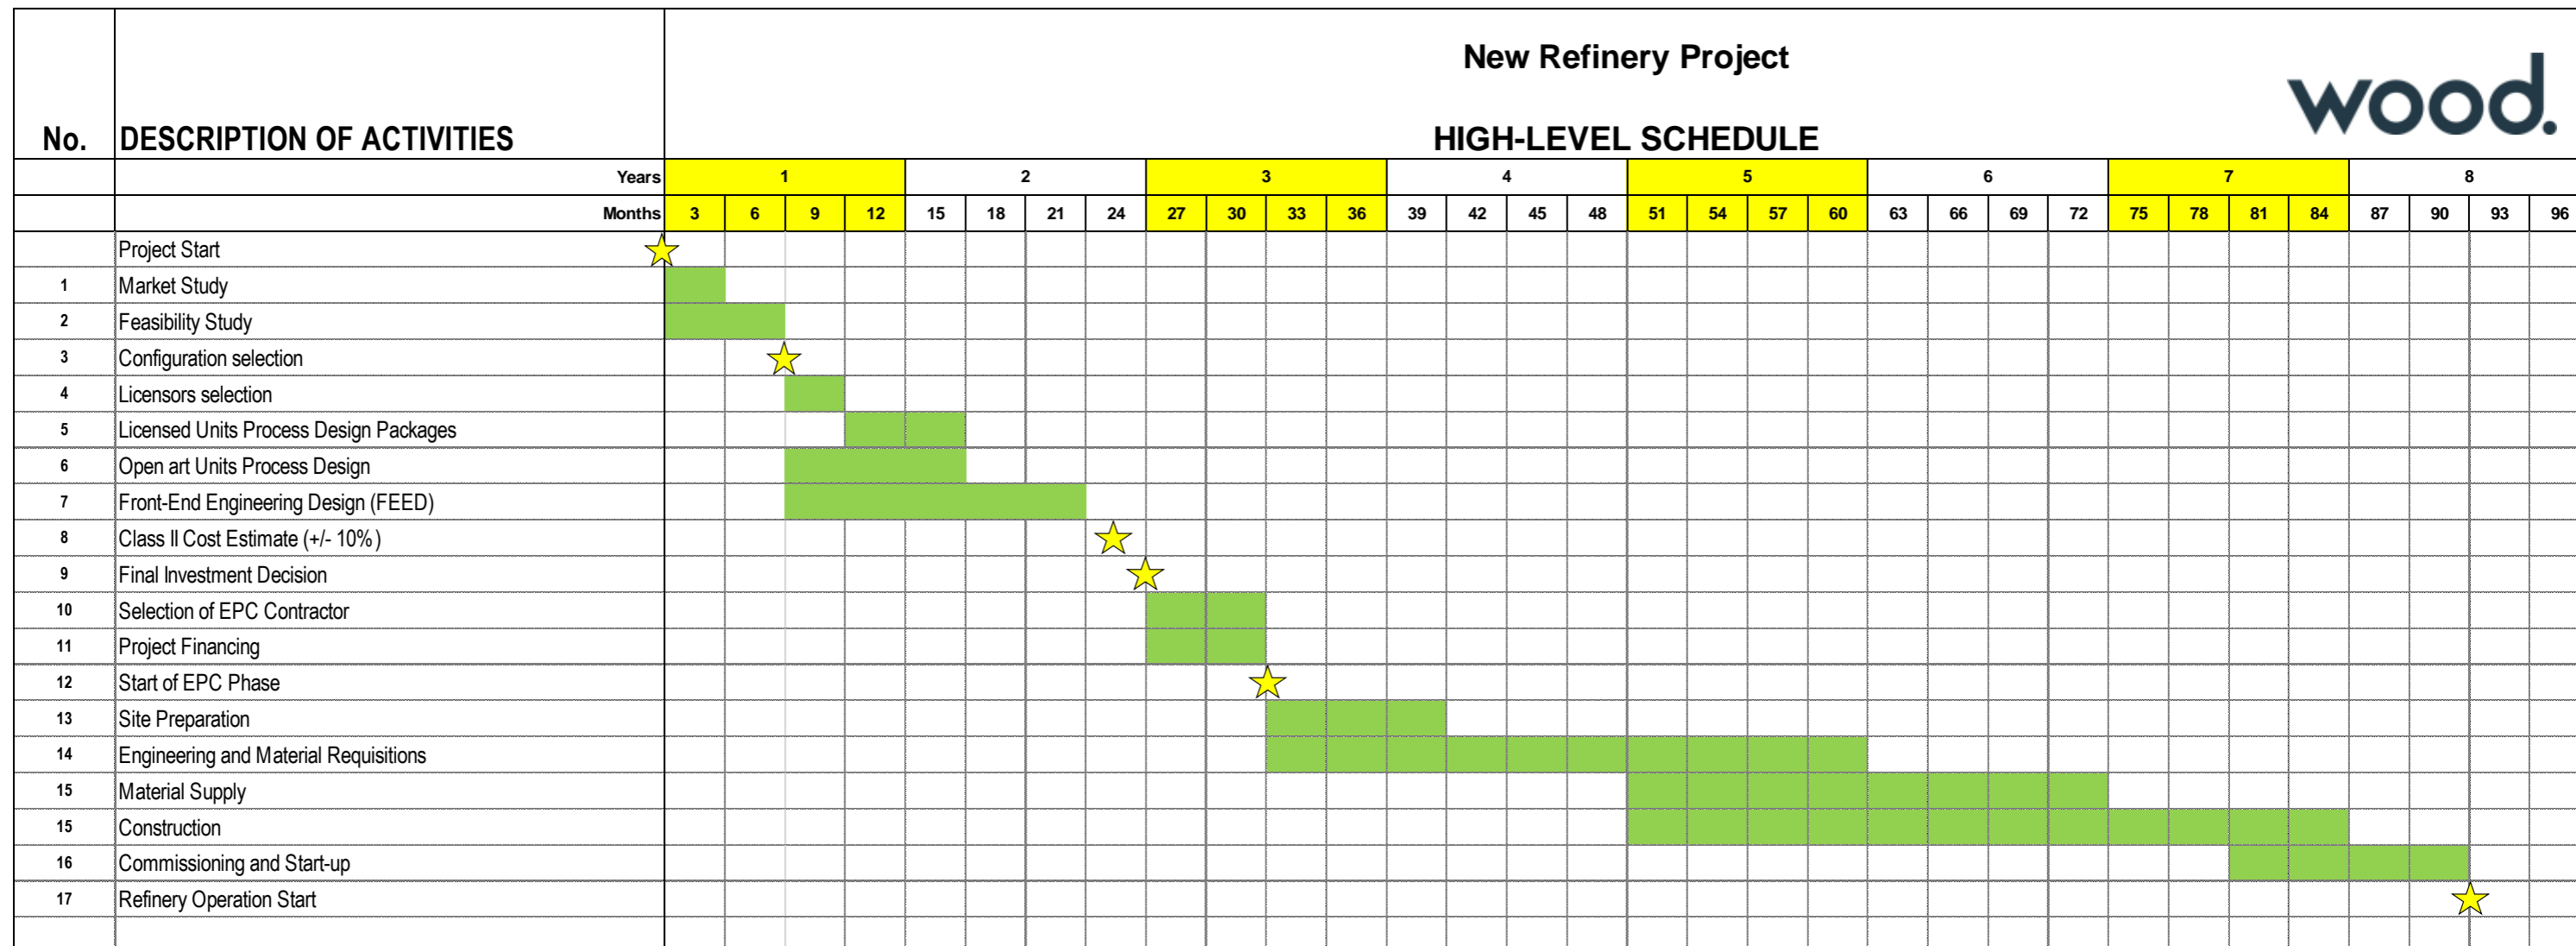 New Refinery Project
wood.
No. DESCRIPTION OF ACTIVITIES HIGH-LEVEL SCHEDULE
Years 1 2 3 4 5 6 7 8
Months 3 6 9 12 15 18 21 24 27 30 33 36 39 42 45 48 51 54 57 60 63 66 69 72 75 78 81 84 87 90 93 96
Project Start
1 Market Study
2 Feasibility Study
3 Configuration selection
4 Licensors selection
5 Licensed Units Process Design Packages
6 Open art Units Process Design
7 Front-End Engineering Design (FEED)
8 Class II Cost Estimate (+/- 10%)
9 Final Investment Decision
10 Selection of EPC Contractor
11 Project Financing
12 Start of EPC Phase
13 Site Preparation
14 Engineering and Material Requisitions
15 Material Supply
15 Construction
16 Commissioning and Start-up
17 Refinery Operation Start